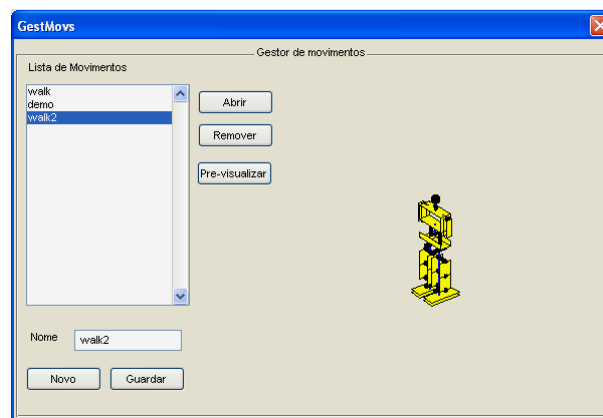 GestMovs
Gestor de movimentos
Lista de Movimentos
walk
demo
walk2
Abrir
Remover
Pre-visualizar
Nome
walk2
Novo
Guardar